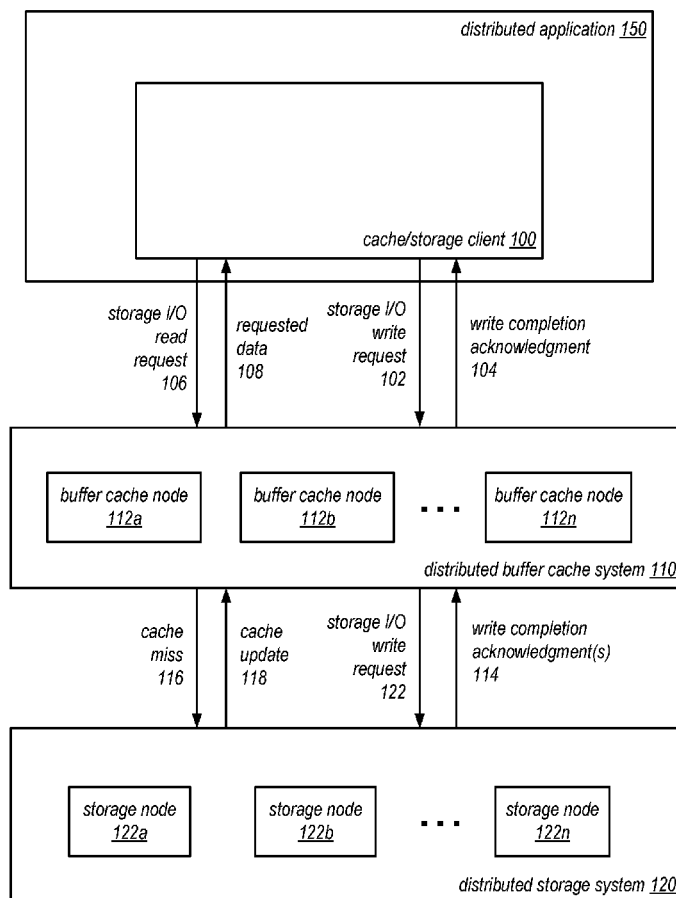 distributed application 150
cache/storage client 100
storage I/O
read
request
106
requested
data
108
storage I/O
write
request
102
write completion
acknowledgment
104
buffer cache node
112a
buffer cache node
112b
...
buffer cache node
112n
distributed buffer cache system 110
cache
miss
116
cache
update
118
storage I/O
write
request
122
write completion
acknowledgment(s)
114
storage node
122a
storage node
122b
...
storage node
122n
distributed storage system 120